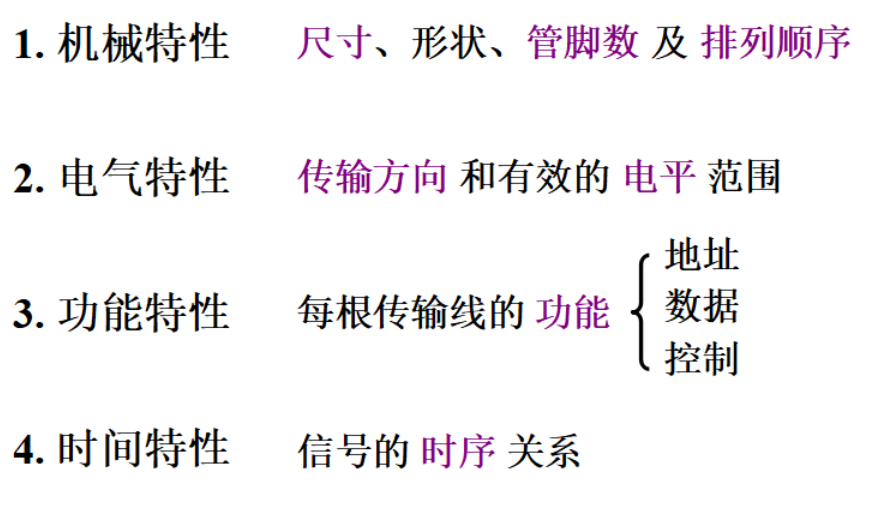 1. 机械特性 尺寸、形状、管脚数 及 排列顺序
2. 电气特性 传输方向 和有效的 电平 范围
3. 功能特性 每根传输线的 功能
地址
数据
控制
4. 时间特性 信号的 时序 关系